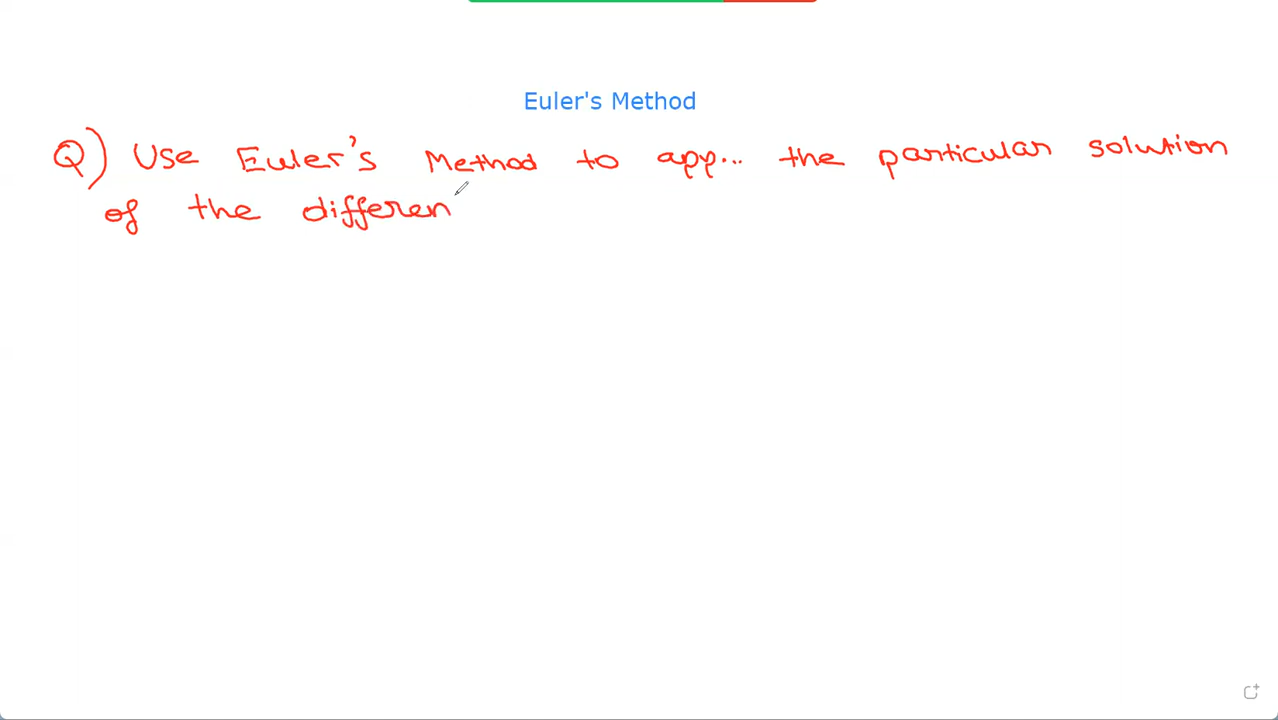 Euler's Method
Q) Use Euler's Method to app... the particular solution
of the differen